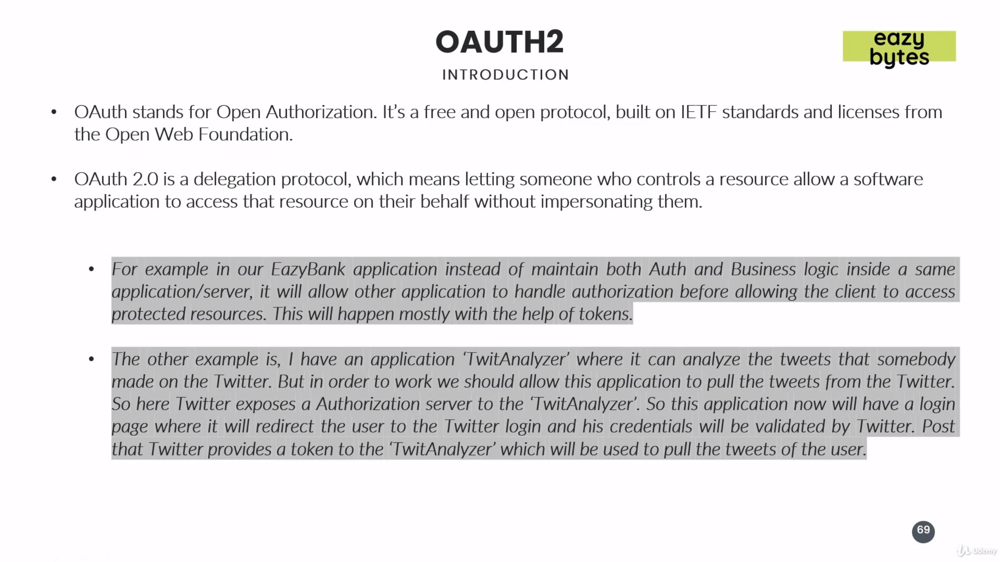 OAUTH2
eazy
bytes
INTRODUCTION
• OAuth stands for Open Authorization. It’s a free and open protocol, built on IETF standards and licenses from
the Open Web Foundation.
• OAuth 2.0 is a delegation protocol, which means letting someone who controls a resource allow a software
application to access that resource on their behalf without impersonating them.
• For example in our EazyBank application instead of maintain both Auth and Business logic inside a same
application/server, it will allow other application to handle authorization before allowing the client to access
protected resources. This will happen mostly with the help of tokens.
• The other example is, I have an application ‘TwitAnalyzer’ where it can analyze the tweets that somebody
made on the Twitter. But in order to work we should allow this application to pull the tweets from the Twitter.
So here Twitter exposes a Authorization server to the ‘TwitAnalyzer’. So this application now will have a login
page where it will redirect the user to the Twitter login and his credentials will be validated by Twitter. Post
that Twitter provides a token to the ‘TwitAnalyzer’ which will be used to pull the tweets of the user.
69
Udemy